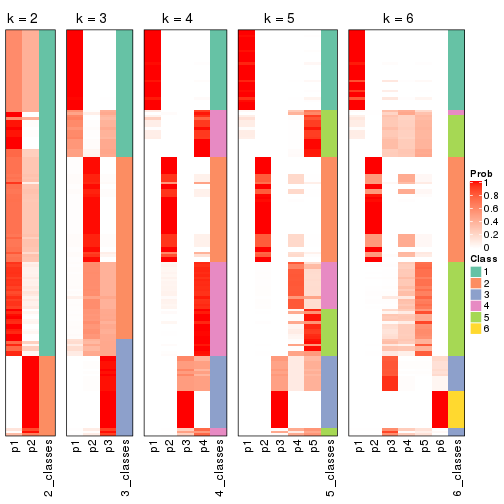 k = 2
k = 3
k = 4
k = 5
k = 6
Prob
1
0.8
0.6
0.4
0.2
0
Class
1
2
3
4
5
6
p1
p2
2_classes
p1
p2
p3
3_classes
p1
p2
p3
p4
4_classes
p1
p2
p3
p4
p5
5_classes
p1
p2
p3
p4
p5
p6
6_classes